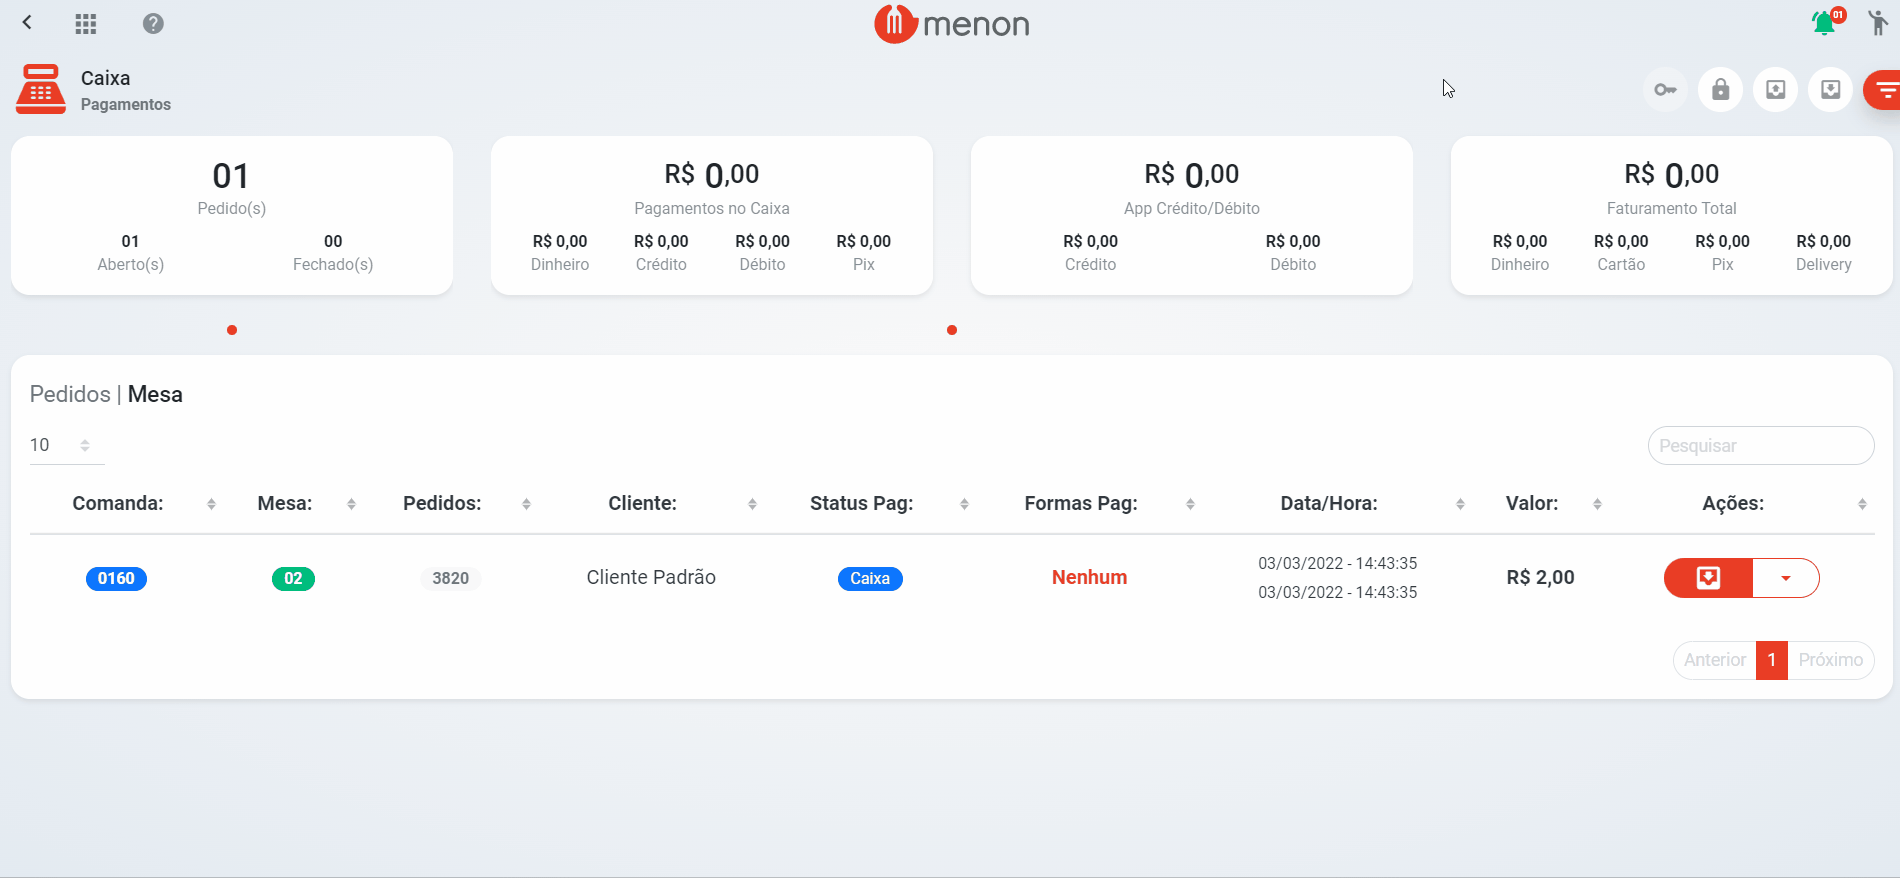 menon
01
Caixa
Pagamentos
01
Pedido(s)
01
Aberto(s)
00
Fechado(s)
R$ 0,00
Pagamentos no Caixa
R$ 0,00 R$ 0,00 R$ 0,00 R$ 0,00
Dinheiro Crédito Débito Pix
R$ 0,00
App Crédito/Débito
R$ 0,00 R$ 0,00
Crédito Débito
R$ 0,00
Faturamento Total
R$ 0,00 R$ 0,00 R$ 0,00 R$ 0,00
Dinheiro Cartão Pix Delivery
Pedidos | Mesa
10
Pesquisar
Comanda: Mesa: Pedidos: Cliente: Status Pag: Formas Pag: Data/Hora: Valor: Ações:
0160 02 3820 Cliente Padrão Caixa Nenhum 03/03/2022 - 14:43:35 R$ 2,00
03/03/2022 - 14:43:35
Anterior 1 Próximo